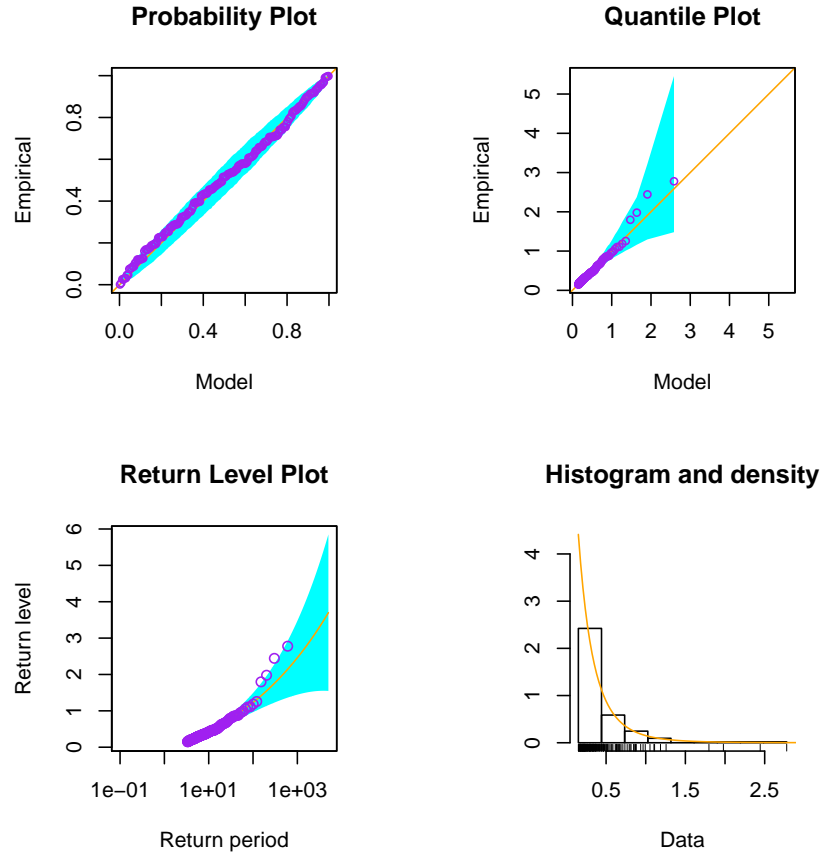 Probability Plot
Empirical
0.0 0.4 0.8
0.0 0.4 0.8
Model
Quantile Plot
Empirical
0 1 2 3 4 5
0 1 2 3 4 5
Model
Return Level Plot
Return level
0 1 2 3 4 5 6
1e−01 1e+01 1e+03
Return period
Histogram and density
0 1 2 3 4
0.5 1.5 2.5
Data